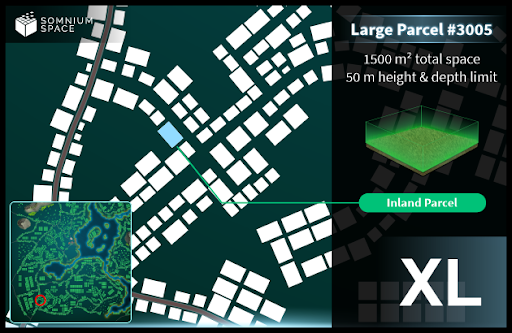 SOMNIUM
SPACE
Large Parcel #3005
1500 m² total space
50 m height & depth limit
Inland Parcel
XL